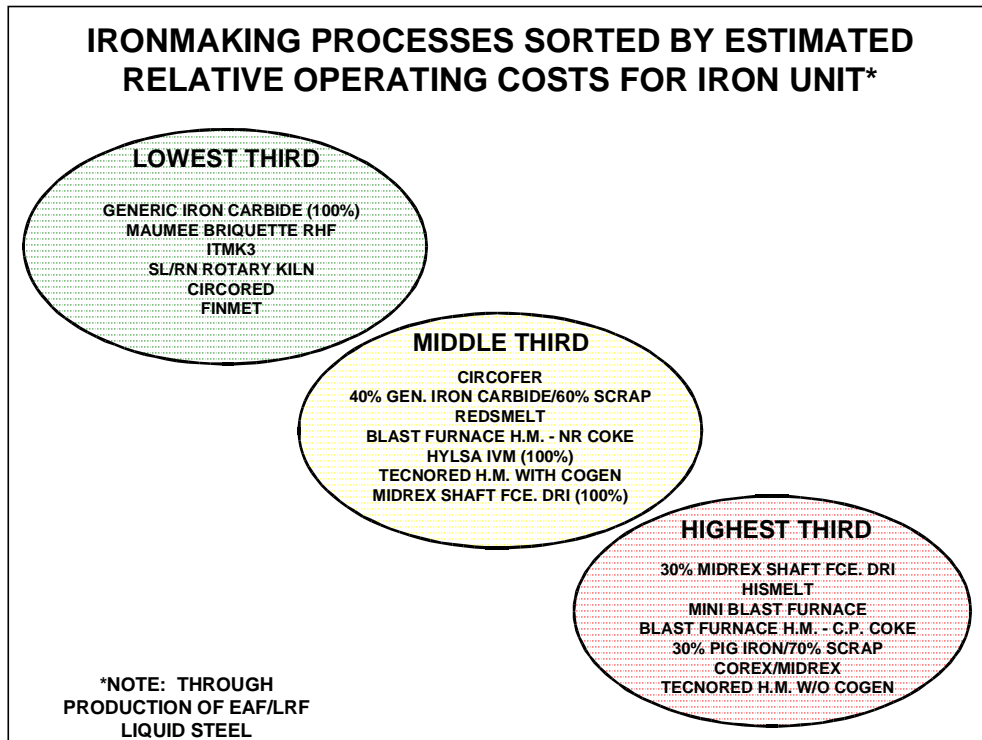 IRONMAKING PROCESSES SORTED BY ESTIMATED
RELATIVE OPERATING COSTS FOR IRON UNIT*
LOWEST THIRD
GENERIC IRON CARBIDE (100%)
MAUMEE BRIQUETTE RHF
ITMK3
SL/RN ROTARY KILN
CIRCORED
FINMET
MIDDLE THIRD
CIRCOFER
40% GEN. IRON CARBIDE/60% SCRAP
REDSMELT
BLAST FURNACE H.M. - NR COKE
HYLSA IVM (100%)
TECNORED H.M. WITH COGEN
MIDREX SHAFT FCE. DRI (100%)
HIGHEST THIRD
30% MIDREX SHAFT FCE. DRI
HISMELT
MINI BLAST FURNACE
BLAST FURNACE H.M. - C.P. COKE
30% PIG IRON/70% SCRAP
COREX/MIDREX
TECNORED H.M. W/O COGEN
*NOTE: THROUGH
PRODUCTION OF EAF/LRF
LIQUID STEEL